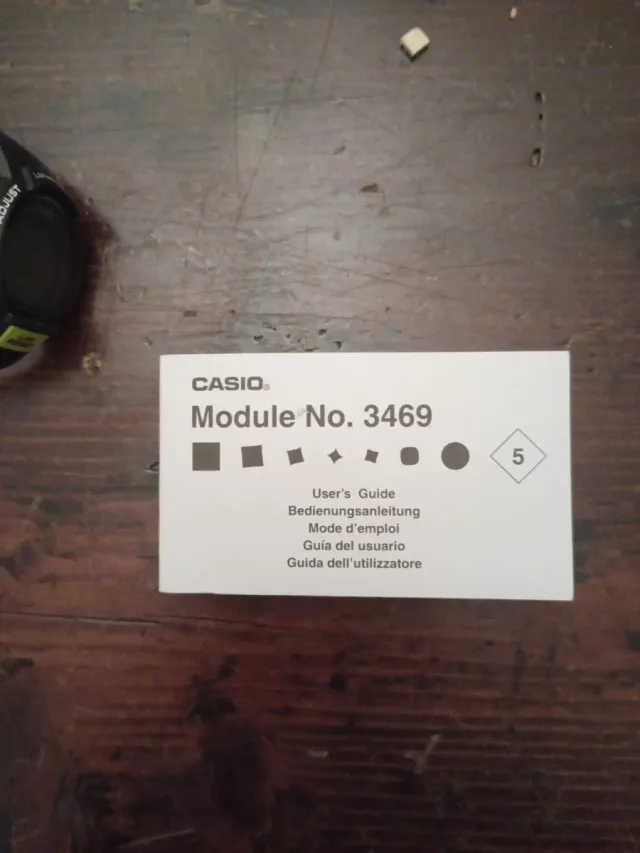 ADJUST
CASIO®
Module No. 3469
5
User's Guide
Bedienungsanleitung
Mode d'emploi
Guía del usuario
Guida dell'utilizzatore